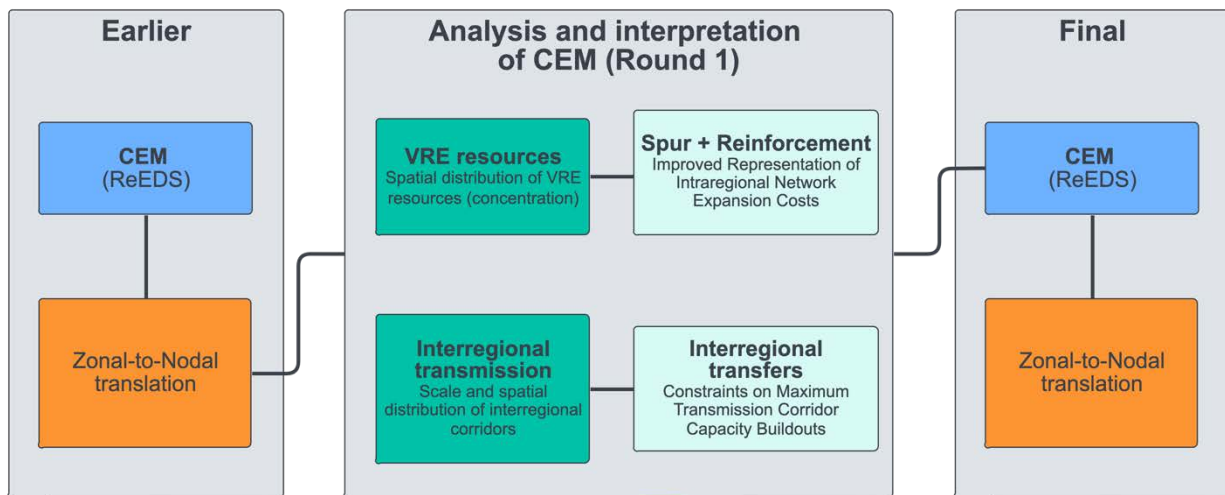 Earlier
CEM
(ReEDS)
Zonal-to-Nodal
translation
Analysis and interpretation
of CEM (Round 1)
VRE resources
Spatial distribution of VRE
resources (concentration)
Spur + Reinforcement
Improved Representation of
Intraregional Network
Expansion Costs
Interregional
transmission
Scale and spatial
distribution of interregional
corridors
Interregional
transfers
Constraints on Maximum
Transmission Corridor
Capacity Buildouts
Final
CEM
(ReEDS)
Zonal-to-Nodal
translation